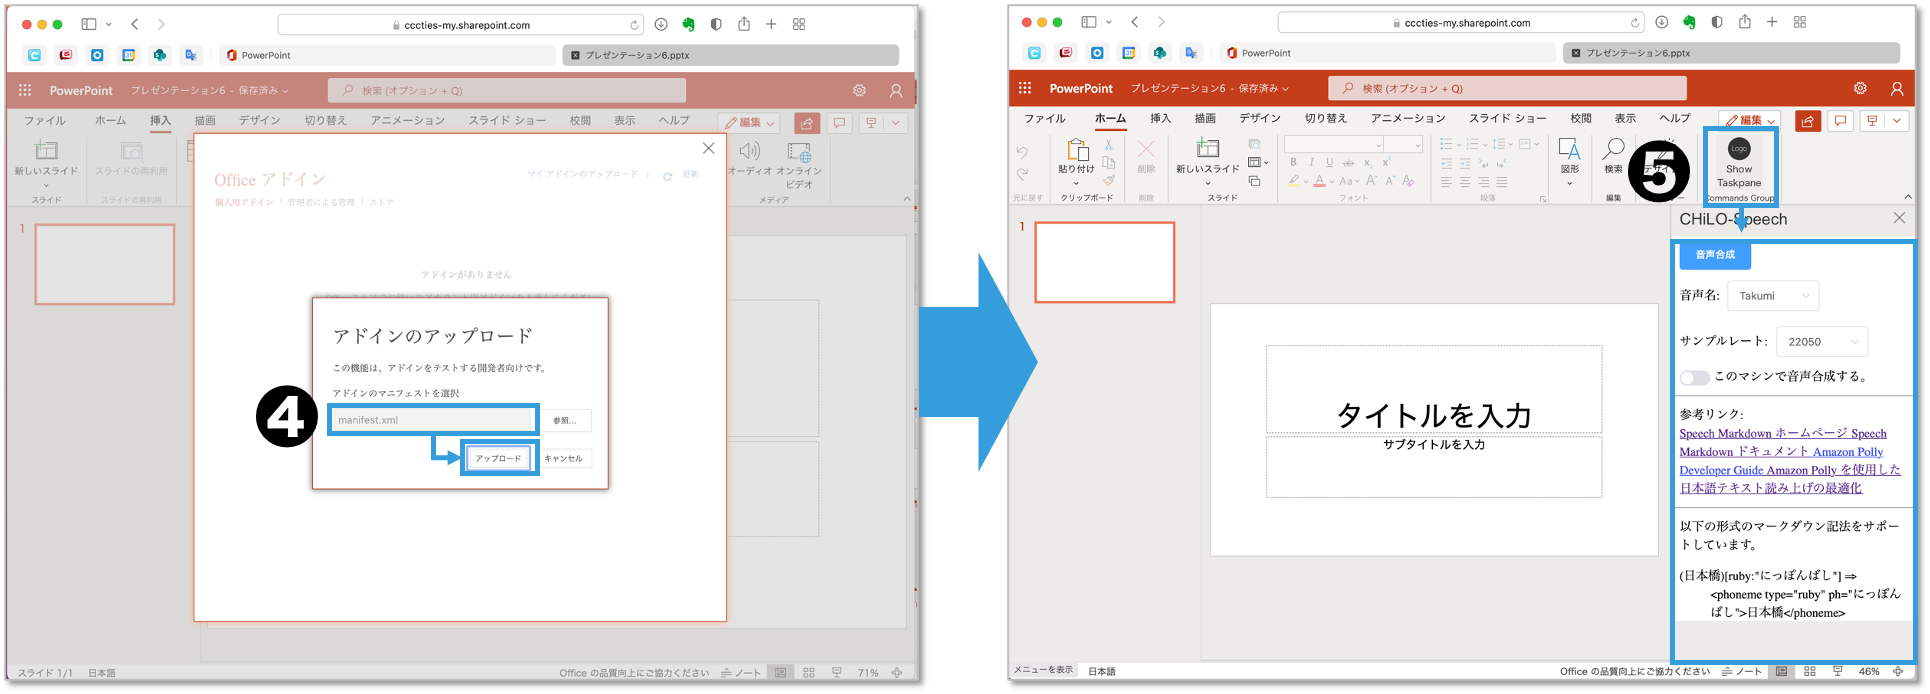 cccties-my.sharepoint.com
PowerPoint
プレゼンテーション6.pptx
PowerPoint プレゼンテーション6 - 保存済み
検索 (オプション + Q)
ファイル ホーム 挿入 描画 デザイン 切り替え アニメーション スライド ショー 校閲 表示 ヘルプ 編集
新しいスライド
スライドの再利用
オーディオ
オンライン
ビデオ
スライド
スライドの再利用
メディア
1
Office アドイン
マイ アドインのアップロード | 更新
個人用アドイン | 管理者による管理 | ストア
アドインがありません
アドインのアップロード
この機能は、アドインをテストする開発者向けです。
アドインのマニフェストを選択
4
manifest.xml
参照...
アップロード
キャンセル
スライド 1/1 日本語
Office の品質向上にご協力ください
ノート
71%
cccties-my.sharepoint.com
PowerPoint
プレゼンテーション6.pptx
PowerPoint プレゼンテーション6 - 保存済み
検索 (オプション + Q)
ファイル ホーム 挿入 描画 デザイン 切り替え アニメーション スライド ショー 校閲 表示 ヘルプ 編集
貼り付け
削除
新しいスライド
図形
検索
5
Logo
Show
Taskpane
元に戻す
クリップボード
削除
スライド
フォント
段落
編集
Commands Group
1
タイトルを入力
サブタイトルを入力
CHiLO-Speech
音声合成
音声名: Takumi
サンプルレート: 22050
このマシンで音声合成する。
参考リンク:
Speech Markdown ホームページ Speech
Markdown ドキュメント Amazon Polly
Developer Guide Amazon Polly を使用した
日本語テキスト読み上げの最適化
以下の形式のマークダウン記法をサポー
トしています。
(日本橋)[ruby:"にっぽんばし"] ⇒
<phoneme type="ruby" ph="にっぽん
ばし">日本橋</phoneme>
メニューを表示 日本語
Office の品質向上にご協力ください
ノート
46%